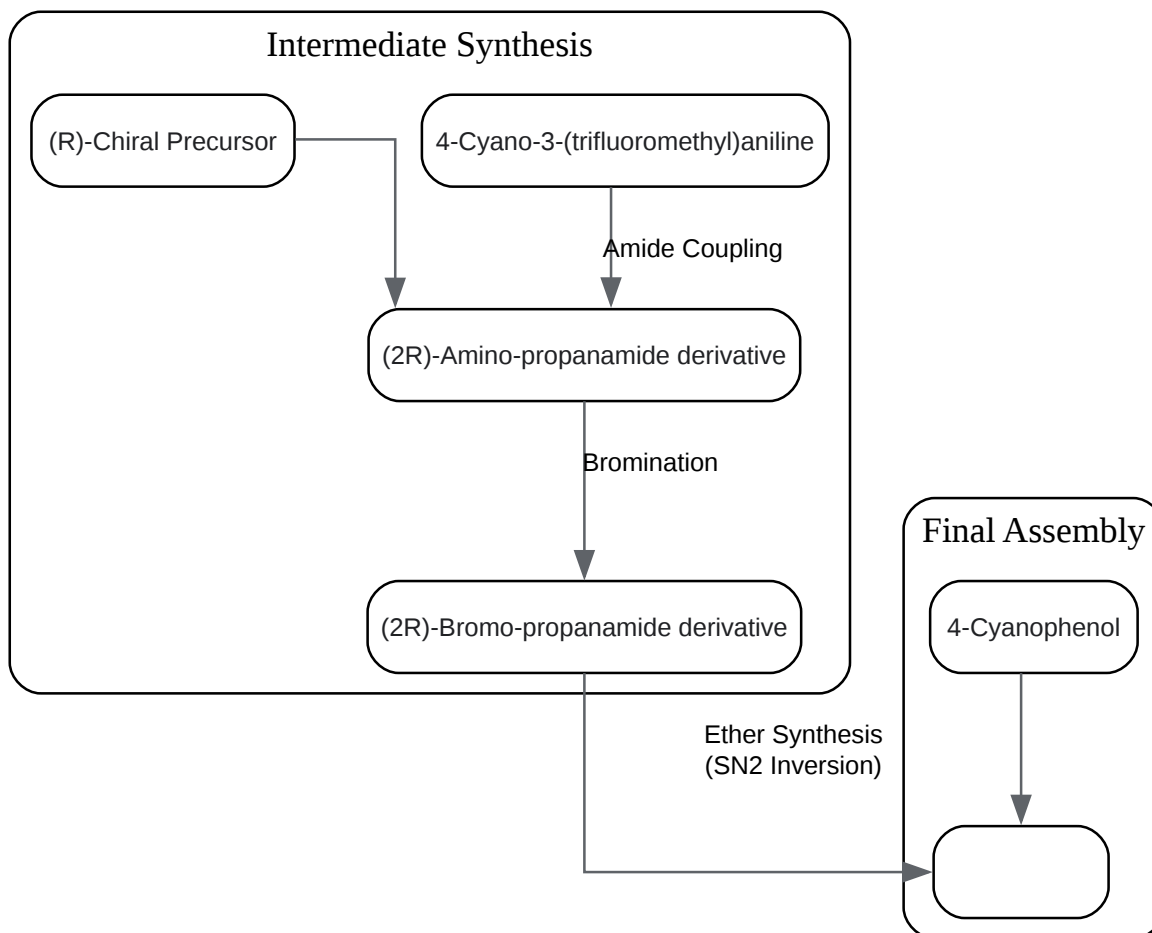 Intermediate Synthesis
(R)-Chiral Precursor
4-Cyano-3-(trifluoromethyl)aniline
Amide Coupling
(2R)-Amino-propanamide derivative
Bromination
(2R)-Bromo-propanamide derivative
Ether Synthesis
(SN2 Inversion)
Final Assembly
4-Cyanophenol